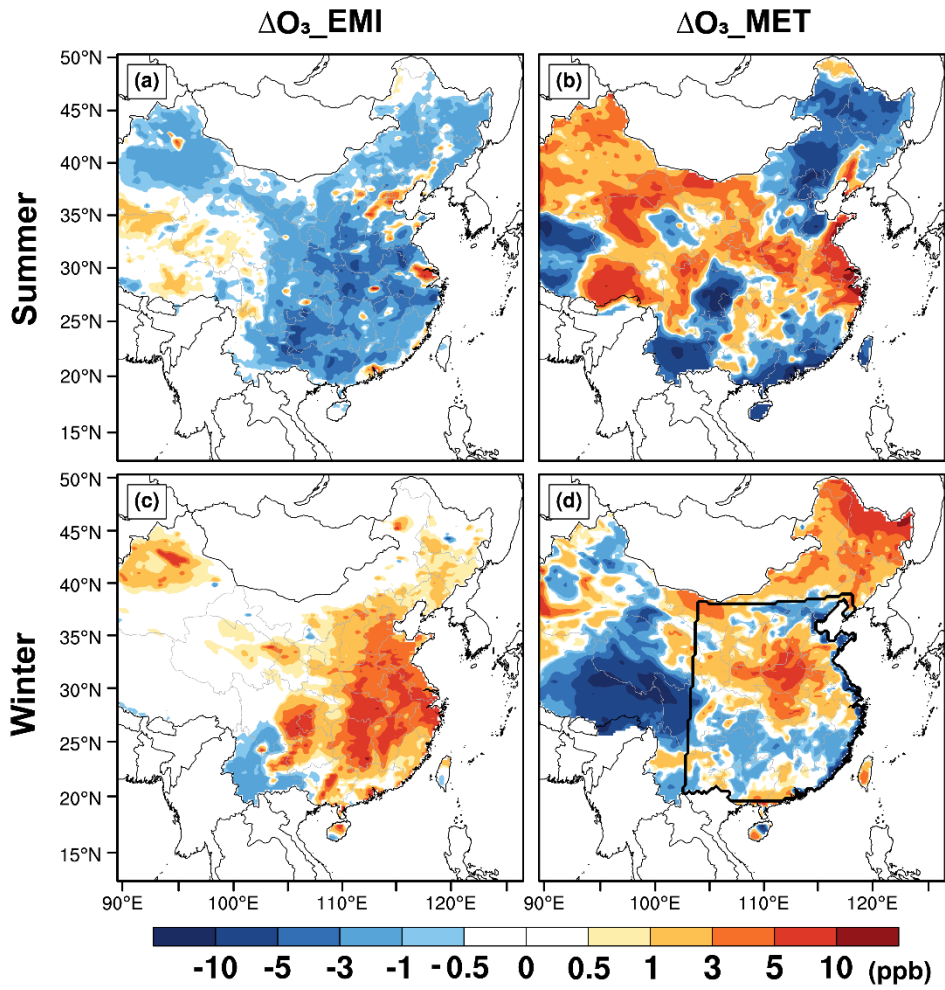 ΔO₃_EMI ΔO₃_MET
Summer
(a) (b)
50°N
45°N
40°N
35°N
30°N
25°N
20°N
15°N
Winter
(c) (d)
50°N
45°N
40°N
35°N
30°N
25°N
20°N
15°N
90°E 100°E 110°E 120°E 90°E 100°E 110°E 120°E
-10 -5 -3 -1 -0.5 0 0.5 1 3 5 10 (ppb)